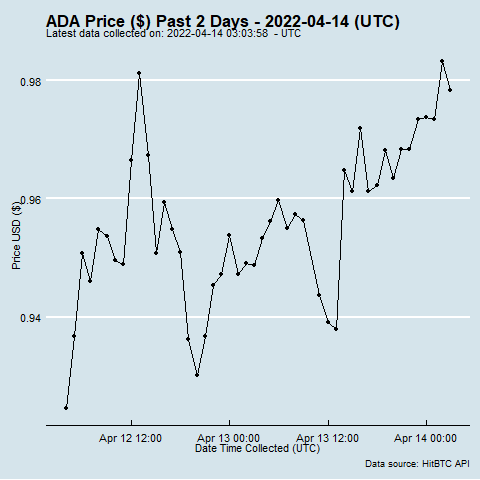 ADA Price ($) Past 2 Days - 2022-04-14 (UTC)
Latest data collected on: 2022-04-14 03:03:58 - UTC
0.98
0.96
0.94
Price USD ($)
Apr 12 12:00 Apr 13 00:00 Apr 13 12:00 Apr 14 00:00
Date Time Collected (UTC)
Data source: HitBTC API